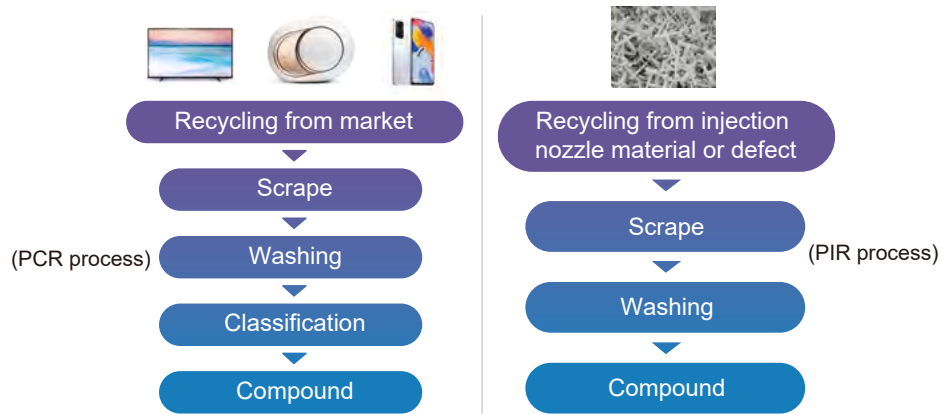 Recycling from market
Scrape
Washing
Classification
Compound
(PCR process)
Recycling from injection
nozzle material or defect
Scrape
Washing
Compound
(PIR process)